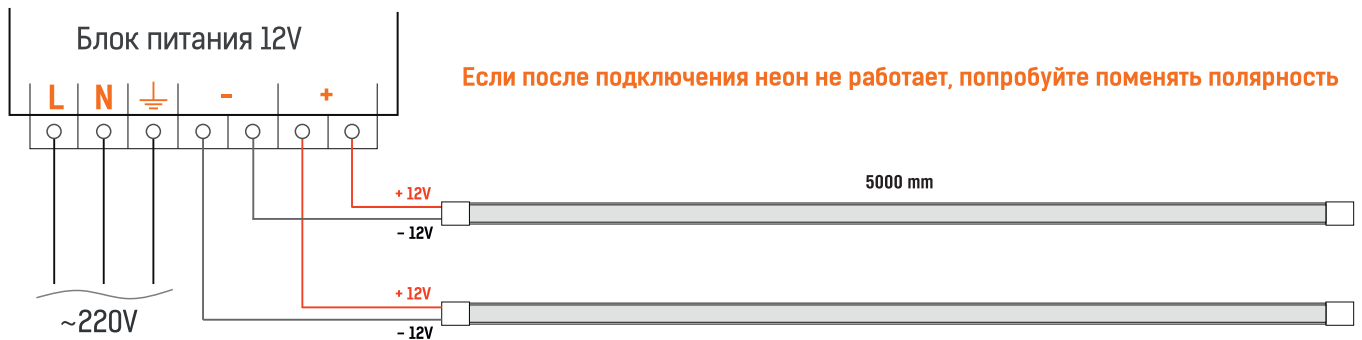 Блок питания 12V
Если после подключения неон не работает, попробуйте поменять полярность
L N - +
5000 mm
+ 12V
– 12V
+ 12V
– 12V
~220V